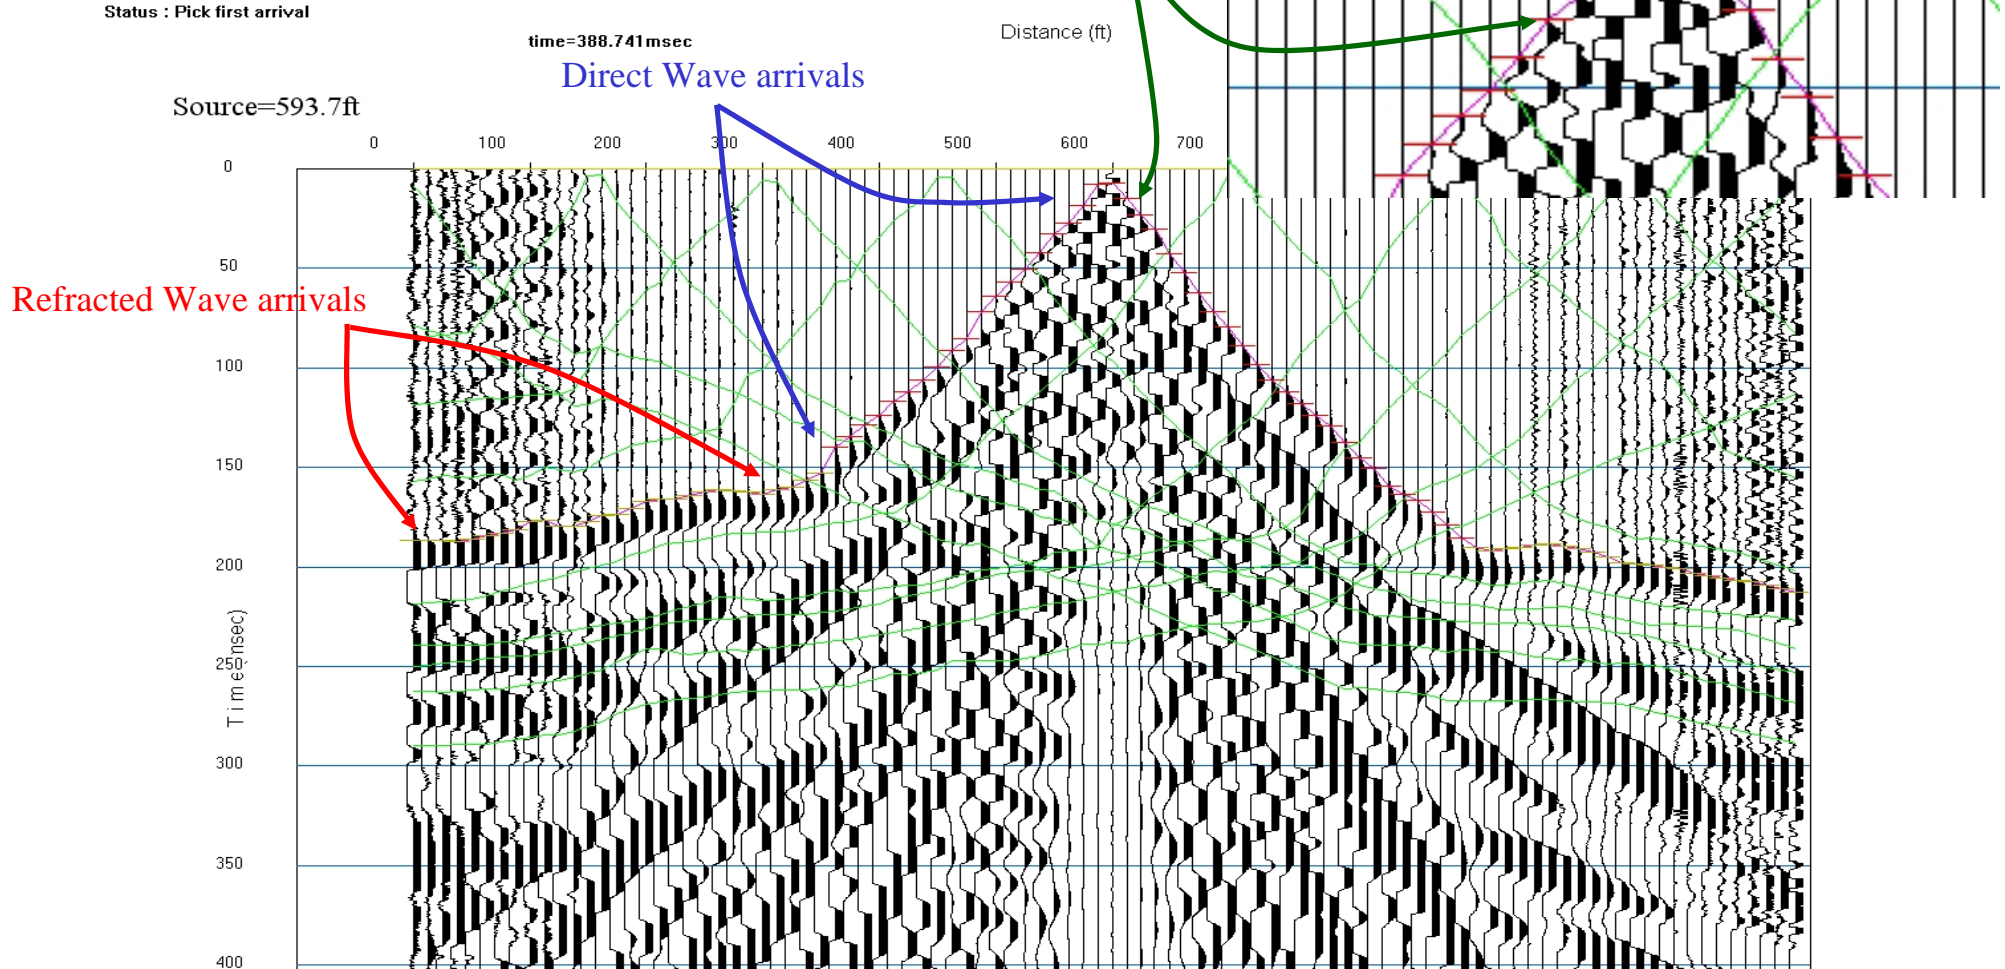 Status : Pick first arrival
time=388.741msec
Distance (ft)
Direct Wave arrivals
Source=593.7ft
0 100 200 300 400 500 600 700
0
50
Refracted Wave arrivals
100
150
200
250
Time(msec)
300
350
400